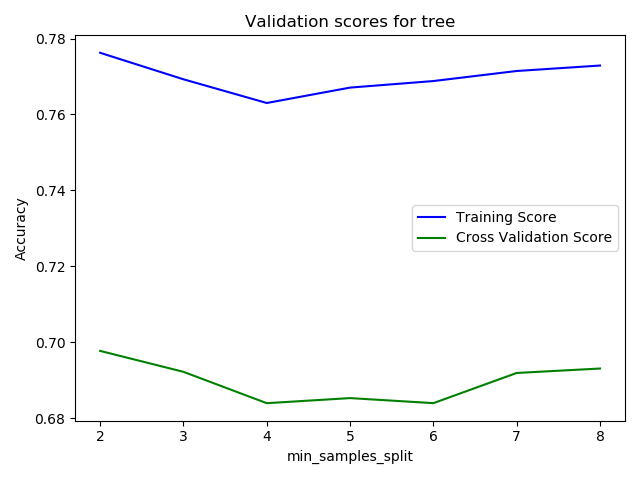 Validation scores for tree
0.78
0.76
0.74
0.72
0.70
0.68
Accuracy
Training Score
Cross Validation Score
2 3 4 5 6 7 8
min_samples_split